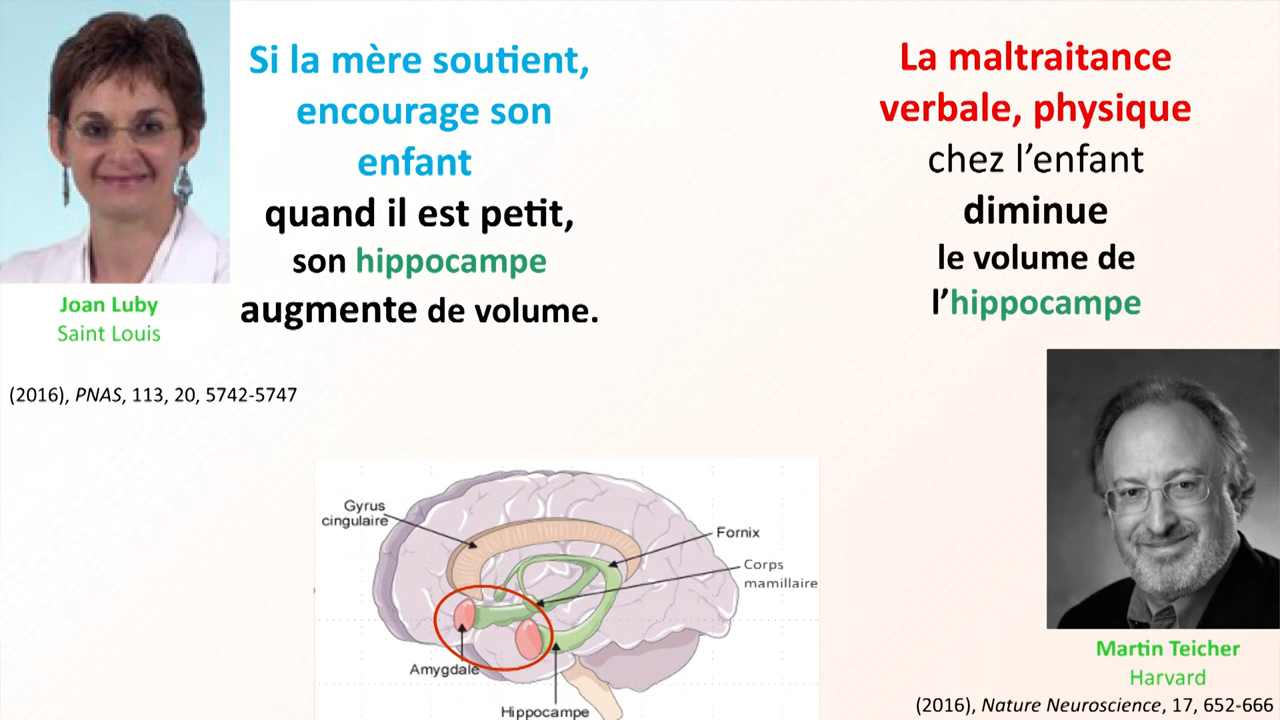 Si la mère soutient,
encourage son
enfant
quand il est petit,
son hippocampe
augmente de volume.
Joan Luby
Saint Louis
(2016), PNAS, 113, 20, 5742-5747
La maltraitance
verbale, physique
chez l’enfant
diminue
le volume de
l’hippocampe
Martin Teicher
Harvard
(2016), Nature Neuroscience, 17, 652-666
Gyrus
cingulaire
Fornix
Corps
mamillaire
Amygdale
Hippocampe